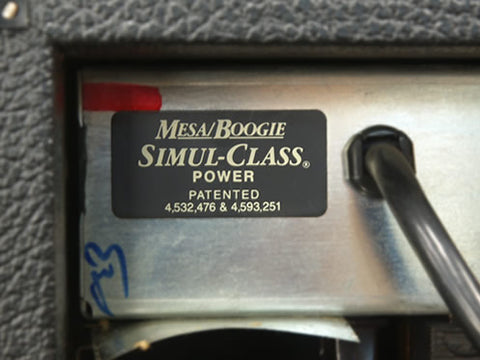 MESA/BOOGIE
SIMUL-CLASS®
POWER
PATENTED
4,532,476 & 4,593,251